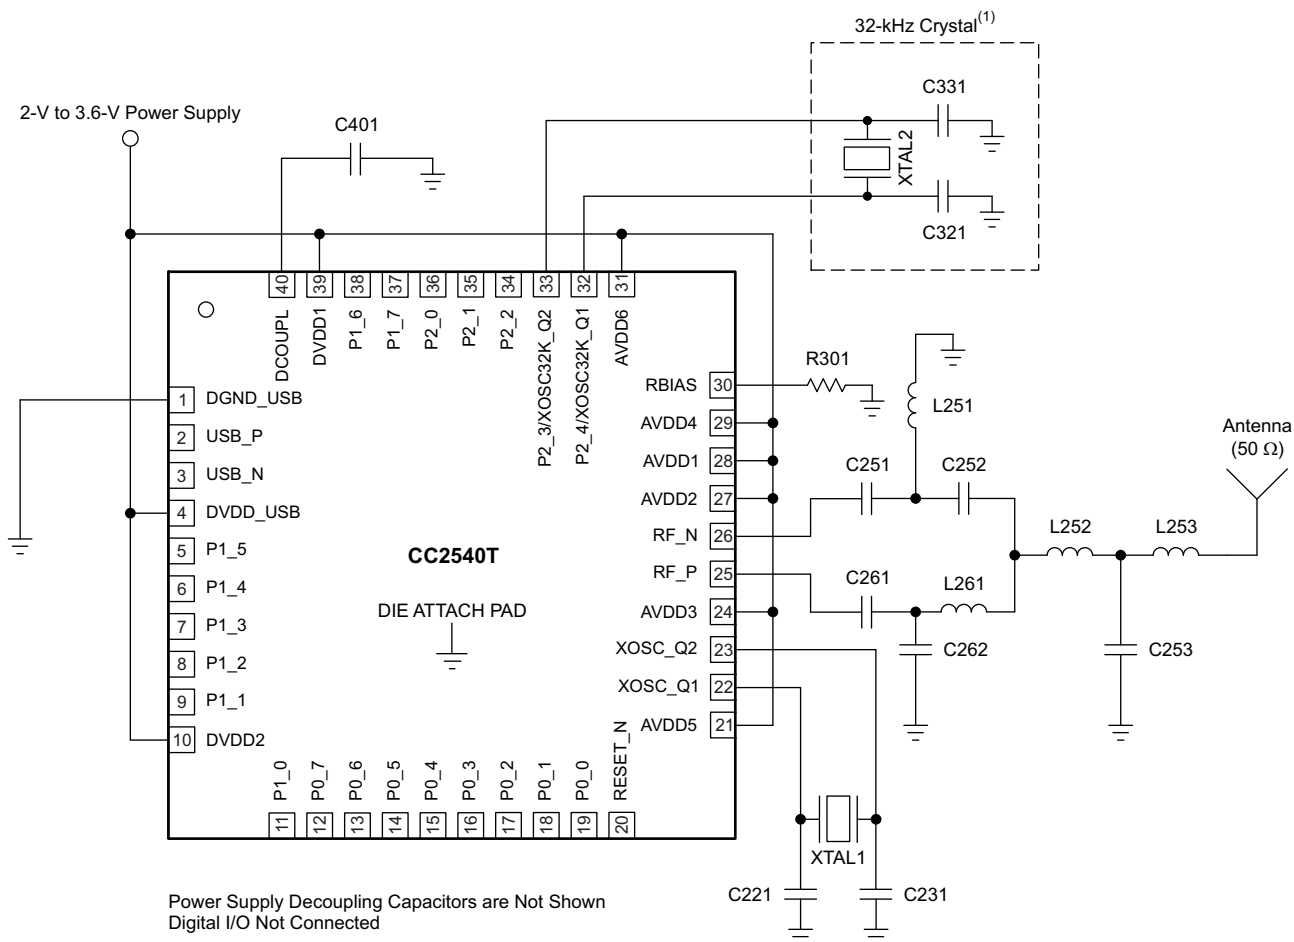 32-kHz Crystal(1)
2-V to 3.6-V Power Supply
C401
C331
XTAL2
C321
40 39 38 37 36 35 34 33 32 31
DCOUPL
DVDD1
P1_6
P1_7
P2_0
P2_1
P2_2
P2_3/XOSC32K_Q2
P2_4/XOSC32K_Q1
AVDD6
1 DGND_USB
2 USB_P
3 USB_N
4 DVDD_USB
5 P1_5
6 P1_4
7 P1_3
8 P1_2
9 P1_1
10 DVDD2
CC2540T
DIE ATTACH PAD
RBIAS 30
AVDD4 29
AVDD1 28
AVDD2 27
RF_N 26
RF_P 25
AVDD3 24
XOSC_Q2 23
XOSC_Q1 22
AVDD5 21
R301
L251
C251
C252
C261
L261
C262
L252
L253
C253
Antenna
(50 Ω)
P1_0
P0_7
P0_6
P0_5
P0_4
P0_3
P0_2
P0_1
P0_0
RESET_N
11 12 13 14 15 16 17 18 19 20
XTAL1
C221
C231
Power Supply Decoupling Capacitors are Not Shown
Digital I/O Not Connected